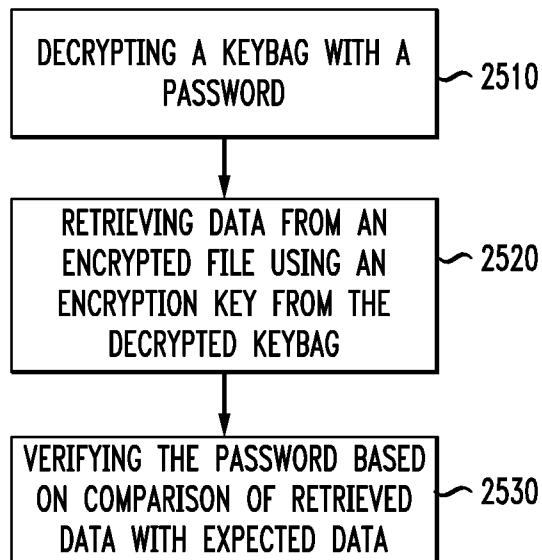 DECRYPTING A KEYBAG WITH A
PASSWORD
2510
RETRIEVING DATA FROM AN
ENCRYPTED FILE USING AN
ENCRYPTION KEY FROM THE
DECRYPTED KEYBAG
2520
VERIFYING THE PASSWORD BASED
ON COMPARISON OF RETRIEVED
DATA WITH EXPECTED DATA
2530